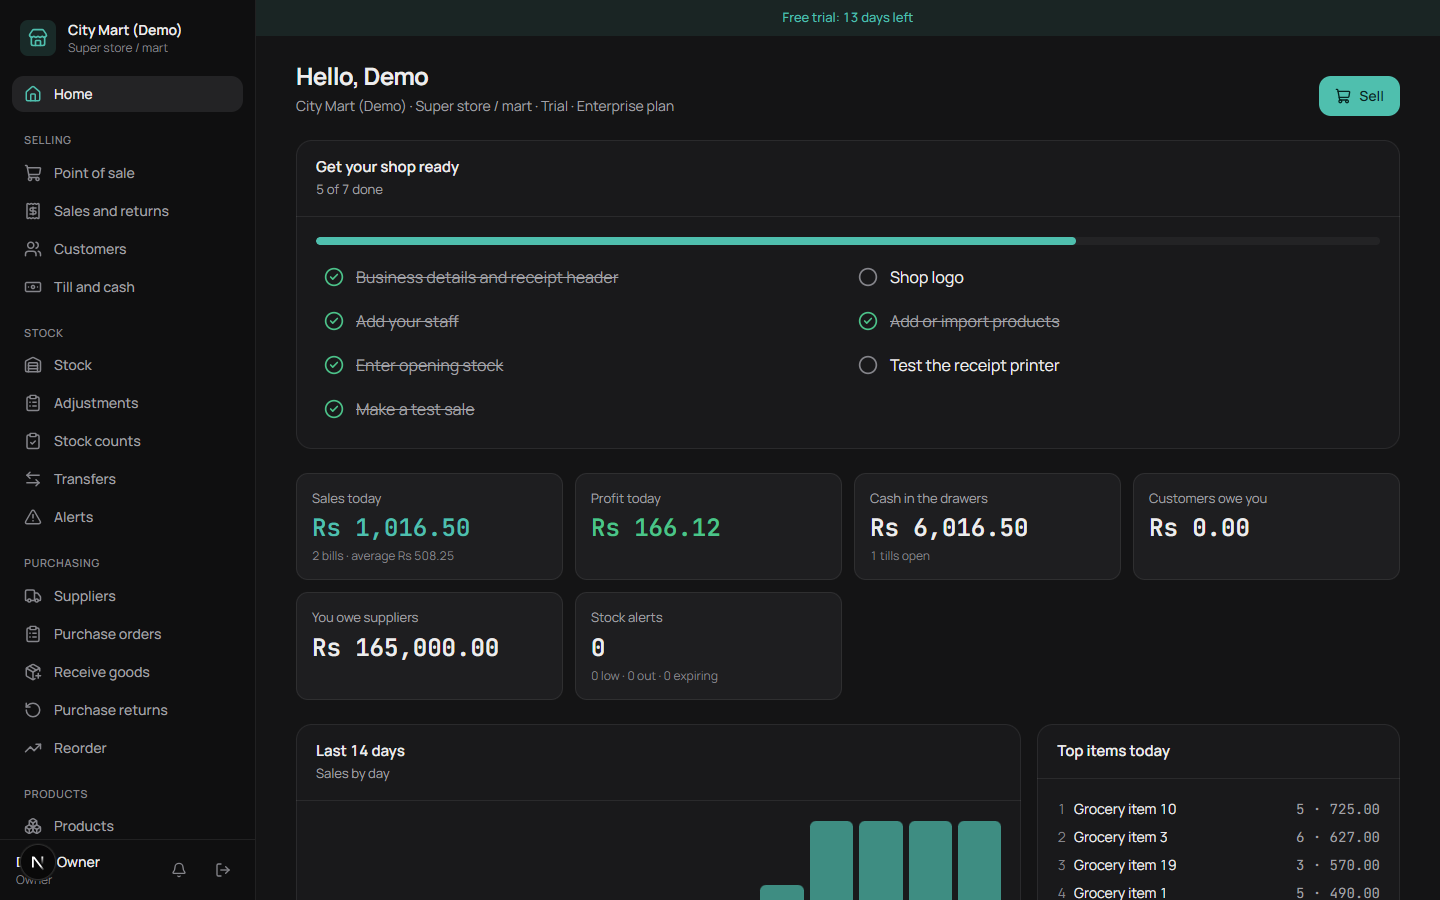 City Mart (Demo)
Super store / mart
Home
SELLING
Point of sale
Sales and returns
Customers
Till and cash
STOCK
Stock
Adjustments
Stock counts
Transfers
Alerts
PURCHASING
Suppliers
Purchase orders
Receive goods
Purchase returns
Reorder
PRODUCTS
Products
N Owner
Owner
Free trial: 13 days left
Hello, Demo
City Mart (Demo) · Super store / mart · Trial · Enterprise plan
Sell
Get your shop ready
5 of 7 done
Business details and receipt header
Shop logo
Add your staff
Add or import products
Enter opening stock
Test the receipt printer
Make a test sale
Sales today
Rs 1,016.50
2 bills · average Rs 508.25
Profit today
Rs 166.12
Cash in the drawers
Rs 6,016.50
1 tills open
Customers owe you
Rs 0.00
You owe suppliers
Rs 165,000.00
Stock alerts
0
0 low · 0 out · 0 expiring
Last 14 days
Sales by day
Top items today
1 Grocery item 10 5 · 725.00
2 Grocery item 3 6 · 627.00
3 Grocery item 19 3 · 570.00
4 Grocery item 1 5 · 490.00